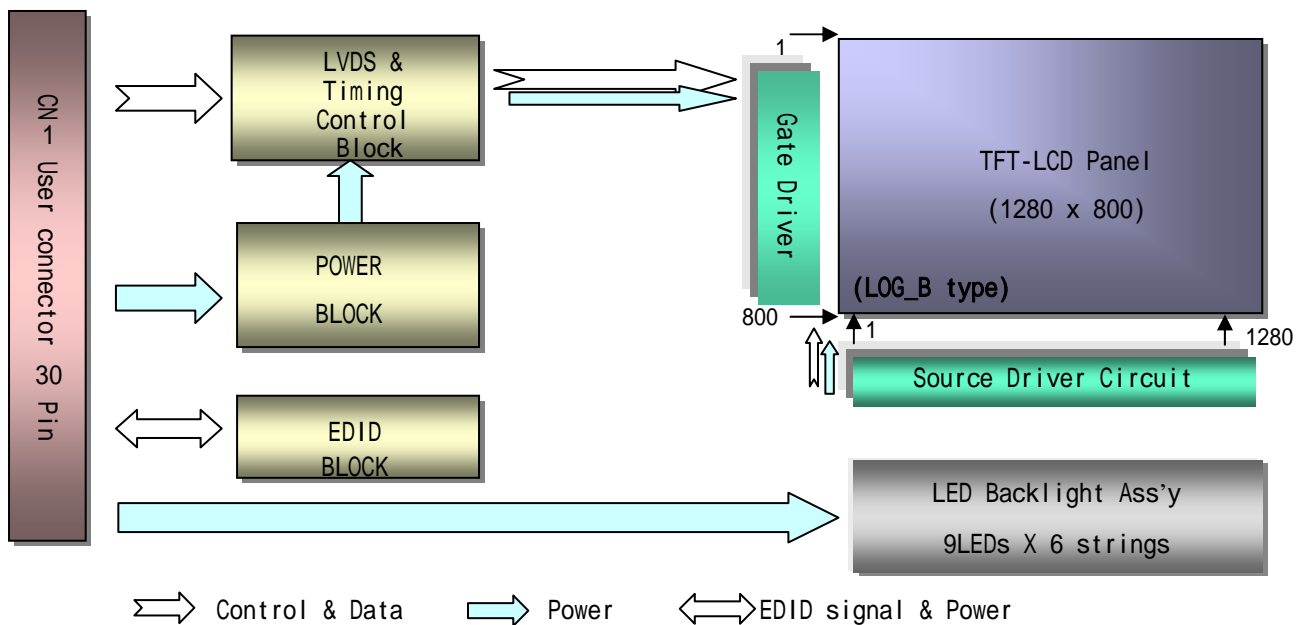 CN-1 User connector 30 Pin
LVDS &
Timing
Control
Block
POWER
BLOCK
EDID
BLOCK
1
Gate Driver
800
TFT-LCD Panel
(1280 x 800)
(LOG_B type)
1
1280
Source Driver Circuit
LED Backlight Ass’y
9LEDs X 6 strings
Control & Data
Power
EDID signal & Power